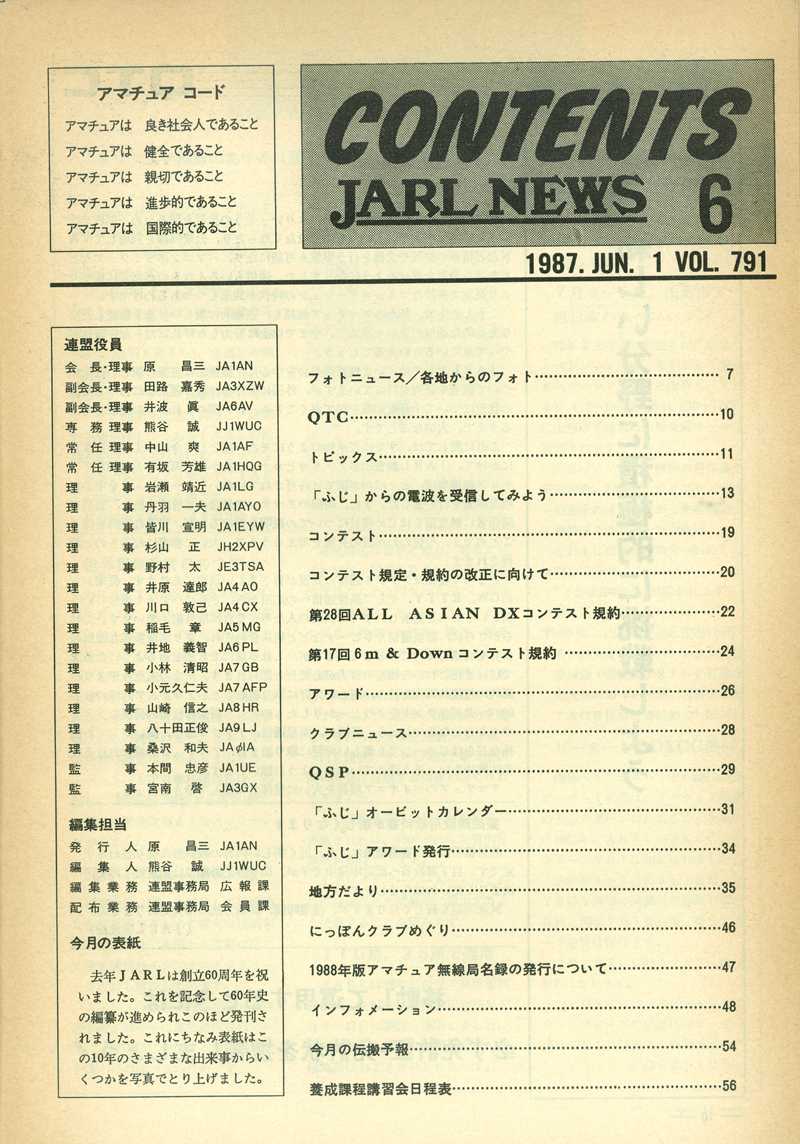 アマチュア コード
アマチュアは 良き社会人であること
アマチュアは 健全であること
アマチュアは 親切であること
アマチュアは 進歩的であること
アマチュアは 国際的であること
CONTENTS
JARL NEWS 6
1987. JUN. 1 VOL. 791
連盟役員
会 長・理事 原 昌三 JA1AN
副会長・理事 田路 嘉秀 JA3XZW
副会長・理事 井波 眞 JA6AV
専 務 理事 熊谷 誠 JJ1WUC
常 任 理事 中山 爽 JA1AF
常 任 理事 有坂 芳雄 JA1HQG
理 事 岩瀬 靖近 JA1LG
理 事 丹羽 一夫 JA1AYO
理 事 皆川 宣明 JA1EYW
理 事 杉山 正 JH2XPV
理 事 野村 太 JE3TSA
理 事 井原 達郎 JA4AO
理 事 川口 敦己 JA4CX
理 事 稲毛 章 JA5MG
理 事 井地 義智 JA6PL
理 事 小林 清昭 JA7GB
理 事 小元久仁夫 JA7AFP
理 事 山崎 信之 JA8HR
理 事 八十田正俊 JA9LJ
理 事 桑沢 和夫 JAφIA
監 事 本間 忠彦 JA1UE
監 事 宮南 啓 JA3GX
編集担当
発 行 人 原 昌三 JA1AN
編 集 人 熊谷 誠 JJ1WUC
編集業務 連盟事務局 広報課
配布業務 連盟事務局 会員課
今月の表紙
去年JARLは創立60周年を祝
いました。これを記念して60年史
の編纂が進められこのほど発刊さ
れました。これにちなみ表紙はこ
の10年のさまざまな出来事からい
くつかを写真でとり上げました。
フォトニュース／各地からのフォト……………………… 7
QTC……………………………………………………10
トピックス………………………………………………11
「ふじ」からの電波を受信してみよう……………………13
コンテスト………………………………………………19
コンテスト規定・規約の改正に向けて……………………20
第28回ALL ASIAN DXコンテスト規約……………22
第17回6m & Downコンテスト規約 …………………24
アワード…………………………………………………26
クラブニュース…………………………………………28
QSP……………………………………………………29
「ふじ」オービットカレンダー……………………………31
「ふじ」アワード発行……………………………………34
地方だより………………………………………………35
にっぽんクラブめぐり……………………………………46
1988年版アマチュア無線局名録の発行について……………47
インフォメーション………………………………………48
今月の伝搬予報…………………………………………54
養成課程講習会日程表……………………………………56